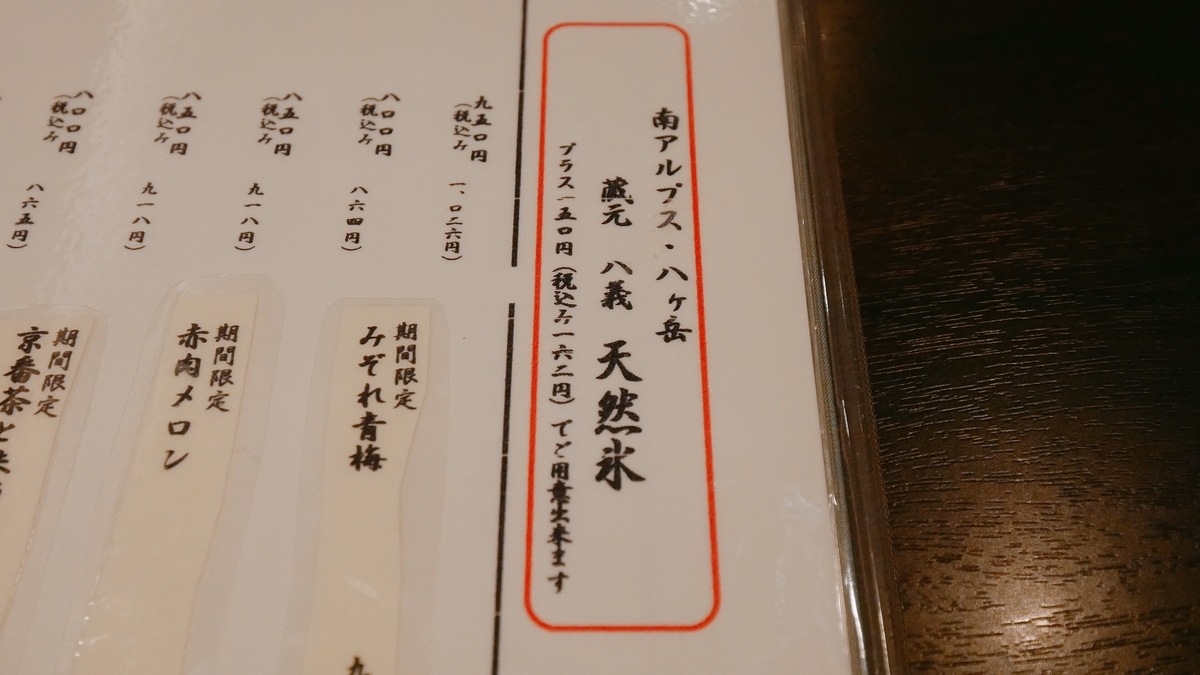 南アルプス・八ヶ岳
蔵元 八義 天然氷
プラス一五〇円(税込み一六二円)でご用意出来ます
九五〇円
(税込み一、〇二六円)
八〇〇円
(税込み八六四円)
八五〇円
(税込み九一八円)
八五〇円
(税込み九一八円)
八〇〇円
(税込み八六五円)
期間限定
みぞれ青梅
九
期間限定
赤肉メロン
期間限定
京番茶と